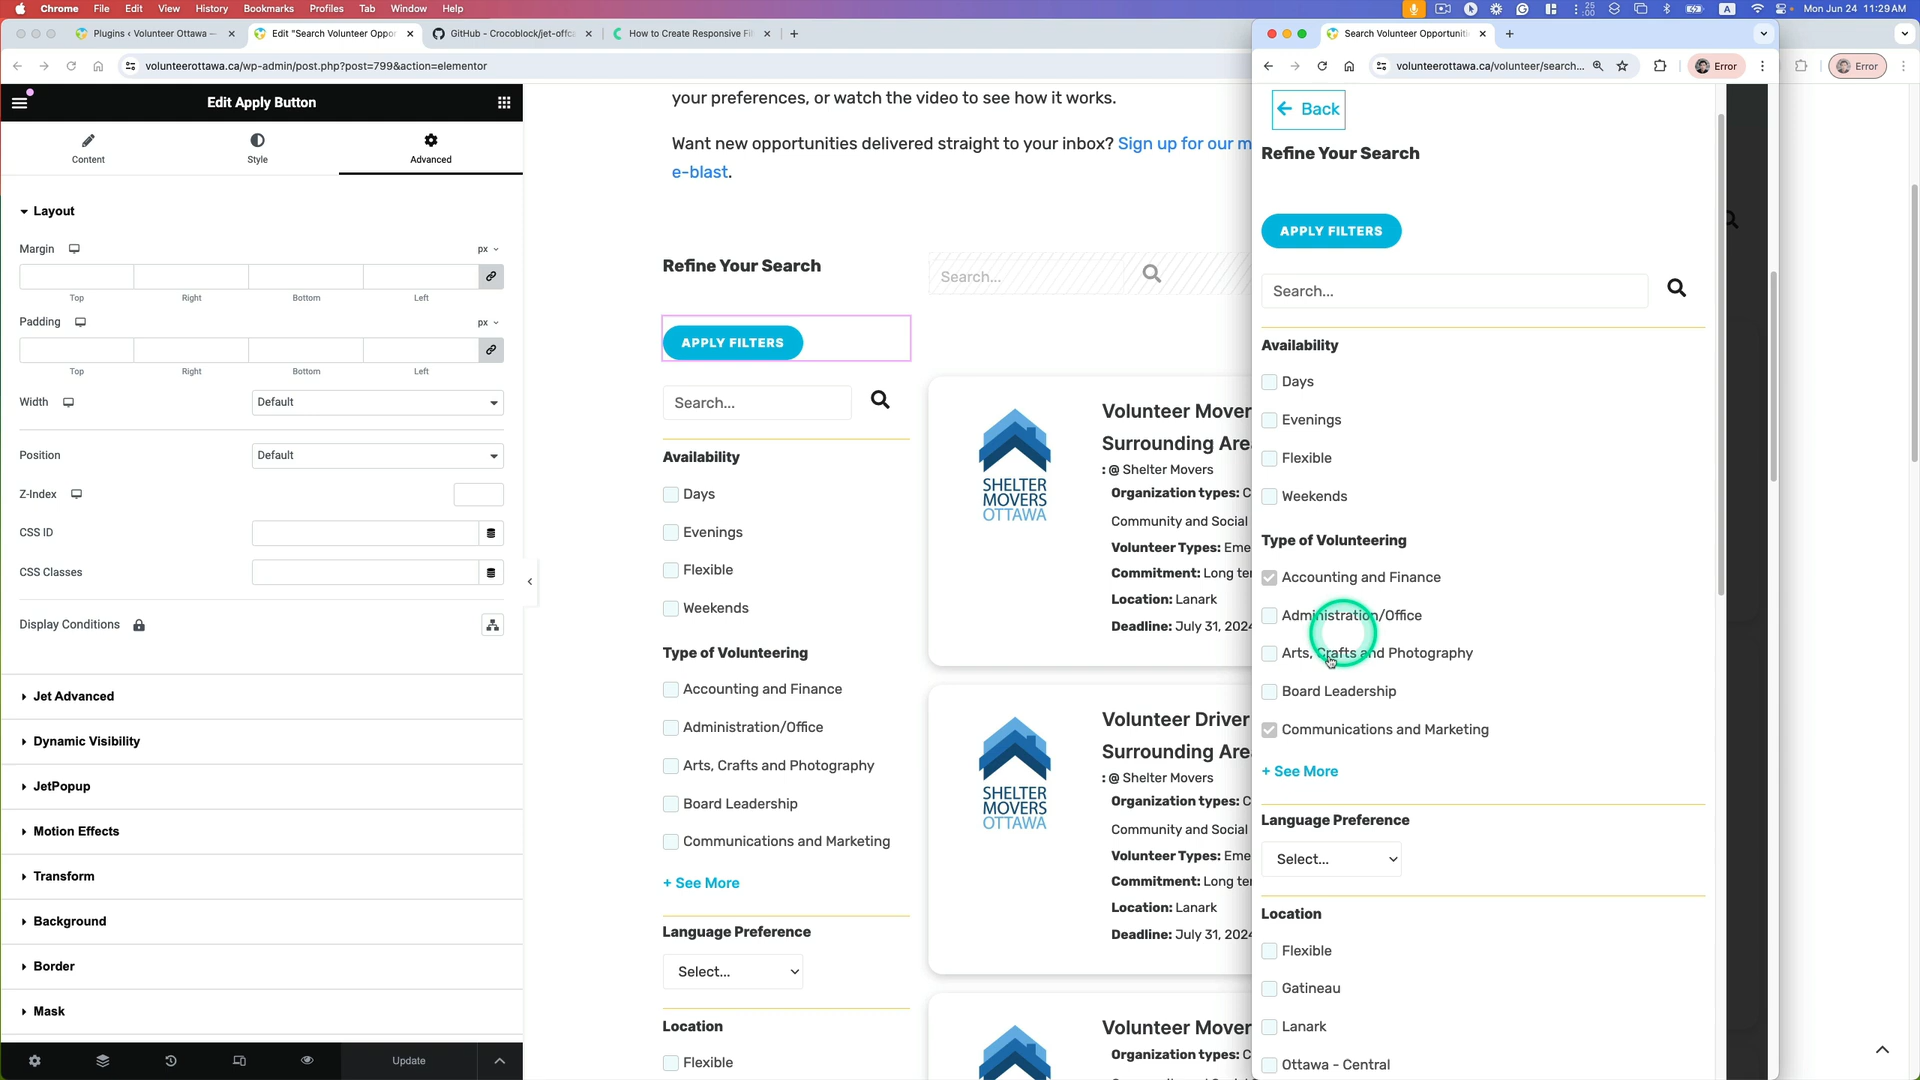 Chrome File Edit View History Bookmarks Profiles Tab Window Help
25
:00
A
Mon Jun 24 11:29 AM
Plugins ‹ Volunteer Ottawa —
Edit "Search Volunteer Oppor
GitHub - Crocoblock/jet-offca
How to Create Responsive Fil
volunteerottawa.ca/wp-admin/post.php?post=799&action=elementor
Error
Edit Apply Button
Content
Style
Advanced
Layout
Margin
px
Top
Right
Bottom
Left
Padding
px
Top
Right
Bottom
Left
Width
Default
Position
Default
Z-Index
CSS ID
CSS Classes
Display Conditions
Jet Advanced
Dynamic Visibility
JetPopup
Motion Effects
Transform
Background
Border
Mask
Update
your preferences, or watch the video to see how it works.
Want new opportunities delivered straight to your inbox? Sign up for our m
e-blast.
Refine Your Search
Search...
APPLY FILTERS
Search...
Availability
Days
Evenings
Flexible
Weekends
Type of Volunteering
Accounting and Finance
Administration/Office
Arts, Crafts and Photography
Board Leadership
Communications and Marketing
+ See More
Language Preference
Select...
Location
Flexible
SHELTER
MOVERS
OTTAWA
Volunteer Mover
Surrounding Are
: @ Shelter Movers
Organization types: C
Community and Social
Volunteer Types: Eme
Commitment: Long te
Location: Lanark
Deadline: July 31, 2024
SHELTER
MOVERS
OTTAWA
Volunteer Driver
Surrounding Are
: @ Shelter Movers
Organization types: C
Community and Social
Volunteer Types: Eme
Commitment: Long te
Location: Lanark
Deadline: July 31, 2024
Volunteer Mover
Surrounding Are
: @ Shelter Movers
Organization types: C
Search Volunteer Opportuniti
volunteerottawa.ca/volunteer/search...
Error
Back
Refine Your Search
APPLY FILTERS
Search...
Availability
Days
Evenings
Flexible
Weekends
Type of Volunteering
Accounting and Finance
Administration/Office
Arts, Crafts and Photography
Board Leadership
Communications and Marketing
+ See More
Language Preference
Select...
Location
Flexible
Gatineau
Lanark
Ottawa - Central